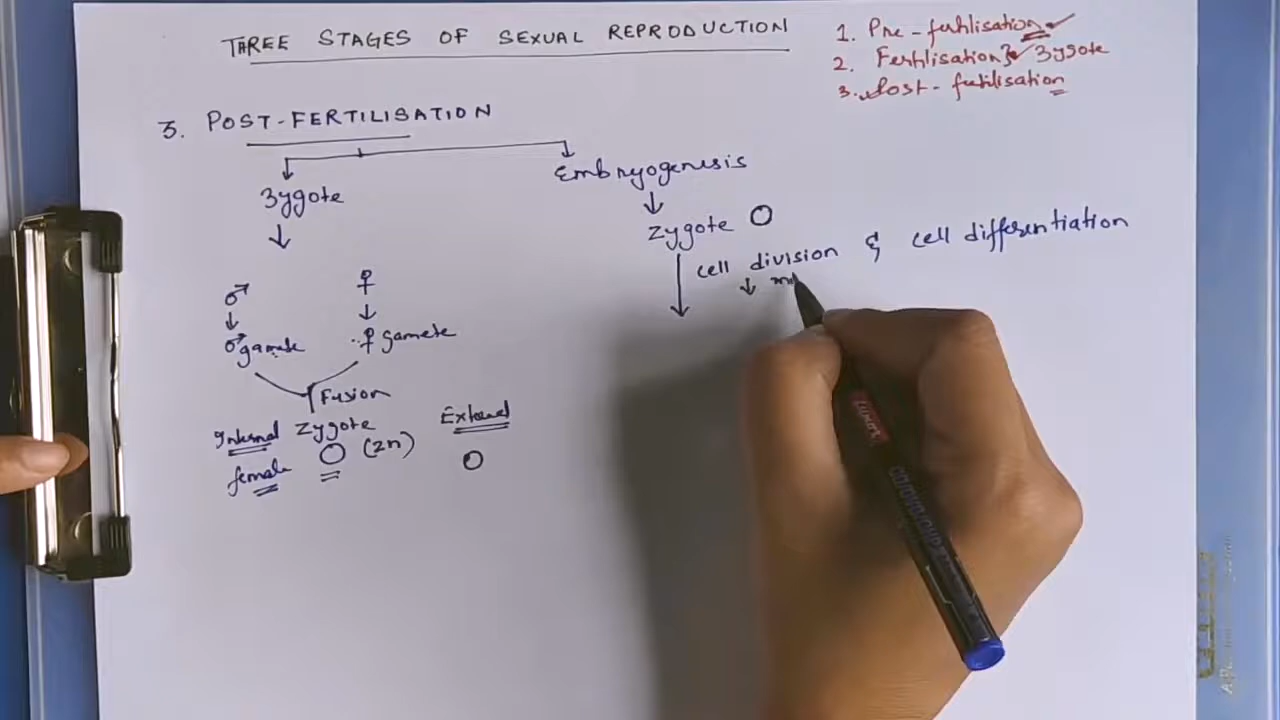 THREE STAGES OF SEXUAL REPRODUCTION
1. Pre-fertilisation ✓
2. Fertilisation ✓ Zygote
3. Post-fertilisation
3. POST-FERTILISATION
Zygote
Embryogenesis
zygote
cell division & cell differentiation
♂ ♀
♂ gamete ♀ gamete
Fusion
Internal zygote External
female (2n)
Luxor